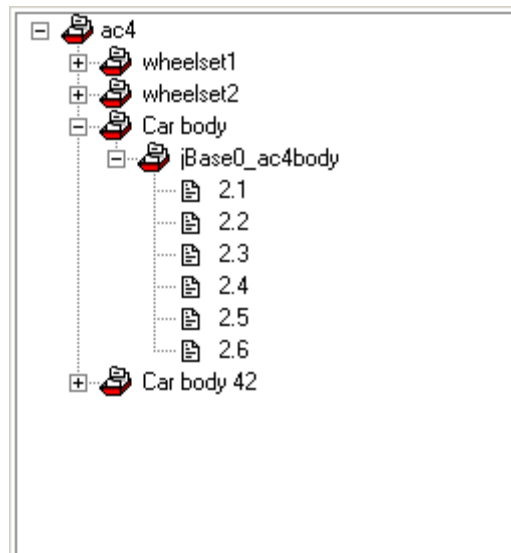 ac4
wheelset1
wheelset2
Car body
jBase0_ac4body
2.1
2.2
2.3
2.4
2.5
2.6
Car body 42